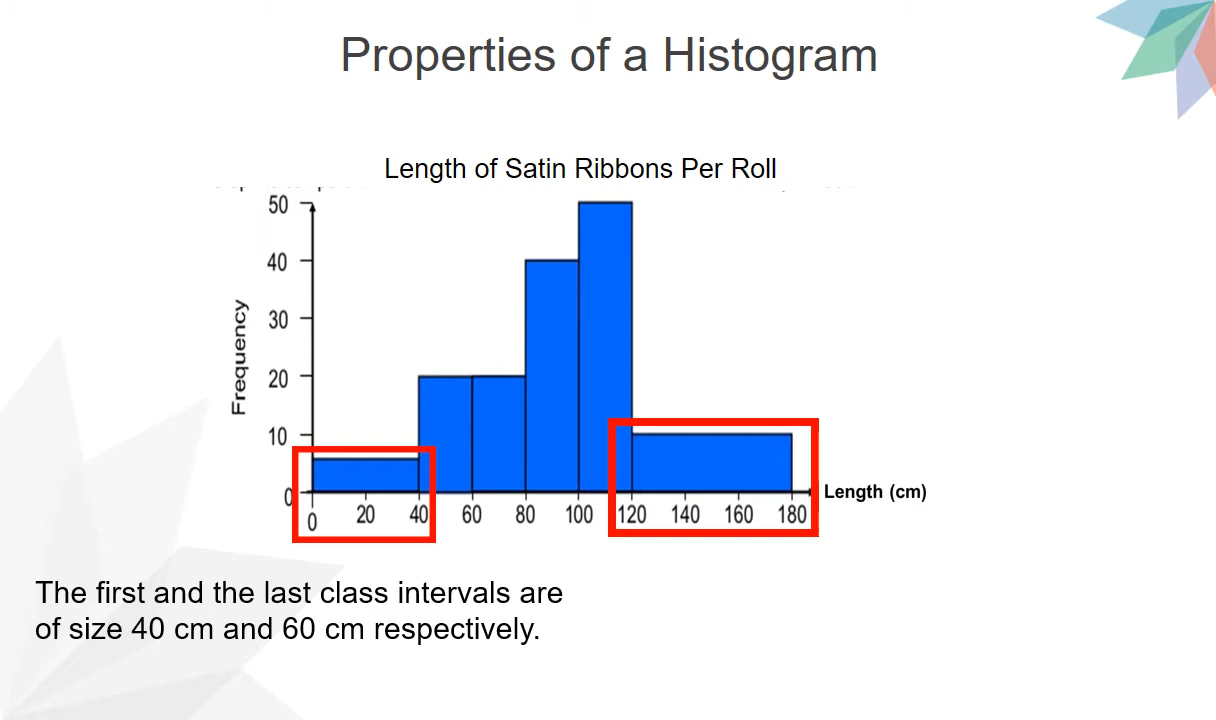 Properties of a Histogram
Length of Satin Ribbons Per Roll
50
40
30
20
10
0
Frequency
0 20 40 60 80 100 120 140 160 180
Length (cm)
The first and the last class intervals are
of size 40 cm and 60 cm respectively.